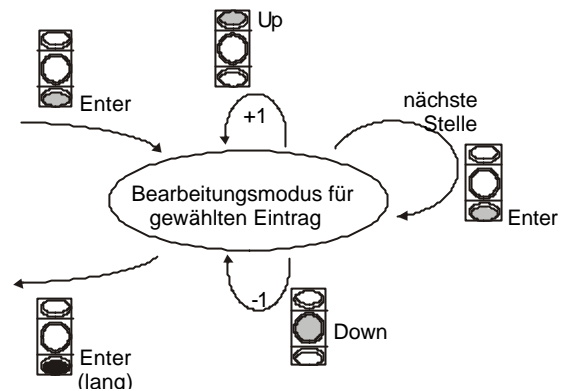 Up
Enter
+1
nächste
Stelle
Bearbeitungsmodus für
gewählten Eintrag
Enter
-1
Down
Enter
(lang)